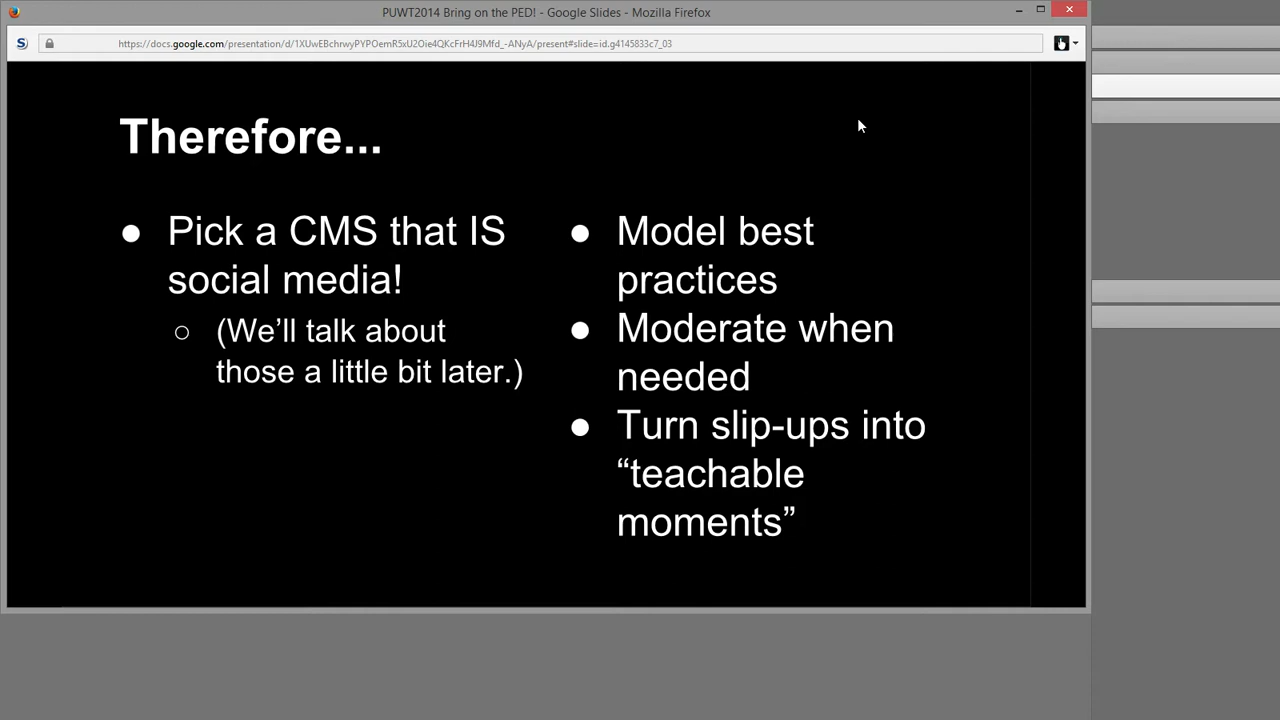 PUWT2014 Bring on the PED! - Google Slides - Mozilla Firefox
https://docs.google.com/presentation/d/1XUwEBchrwyPYPOemR5xU2Oie4QKcFrH4J9Mfd_-ANyA/present#slide=id.g4145833c7_03
Therefore...
● Pick a CMS that IS
social media!
○ (We’ll talk about
those a little bit later.)
● Model best
practices
● Moderate when
needed
● Turn slip-ups into
“teachable
moments”